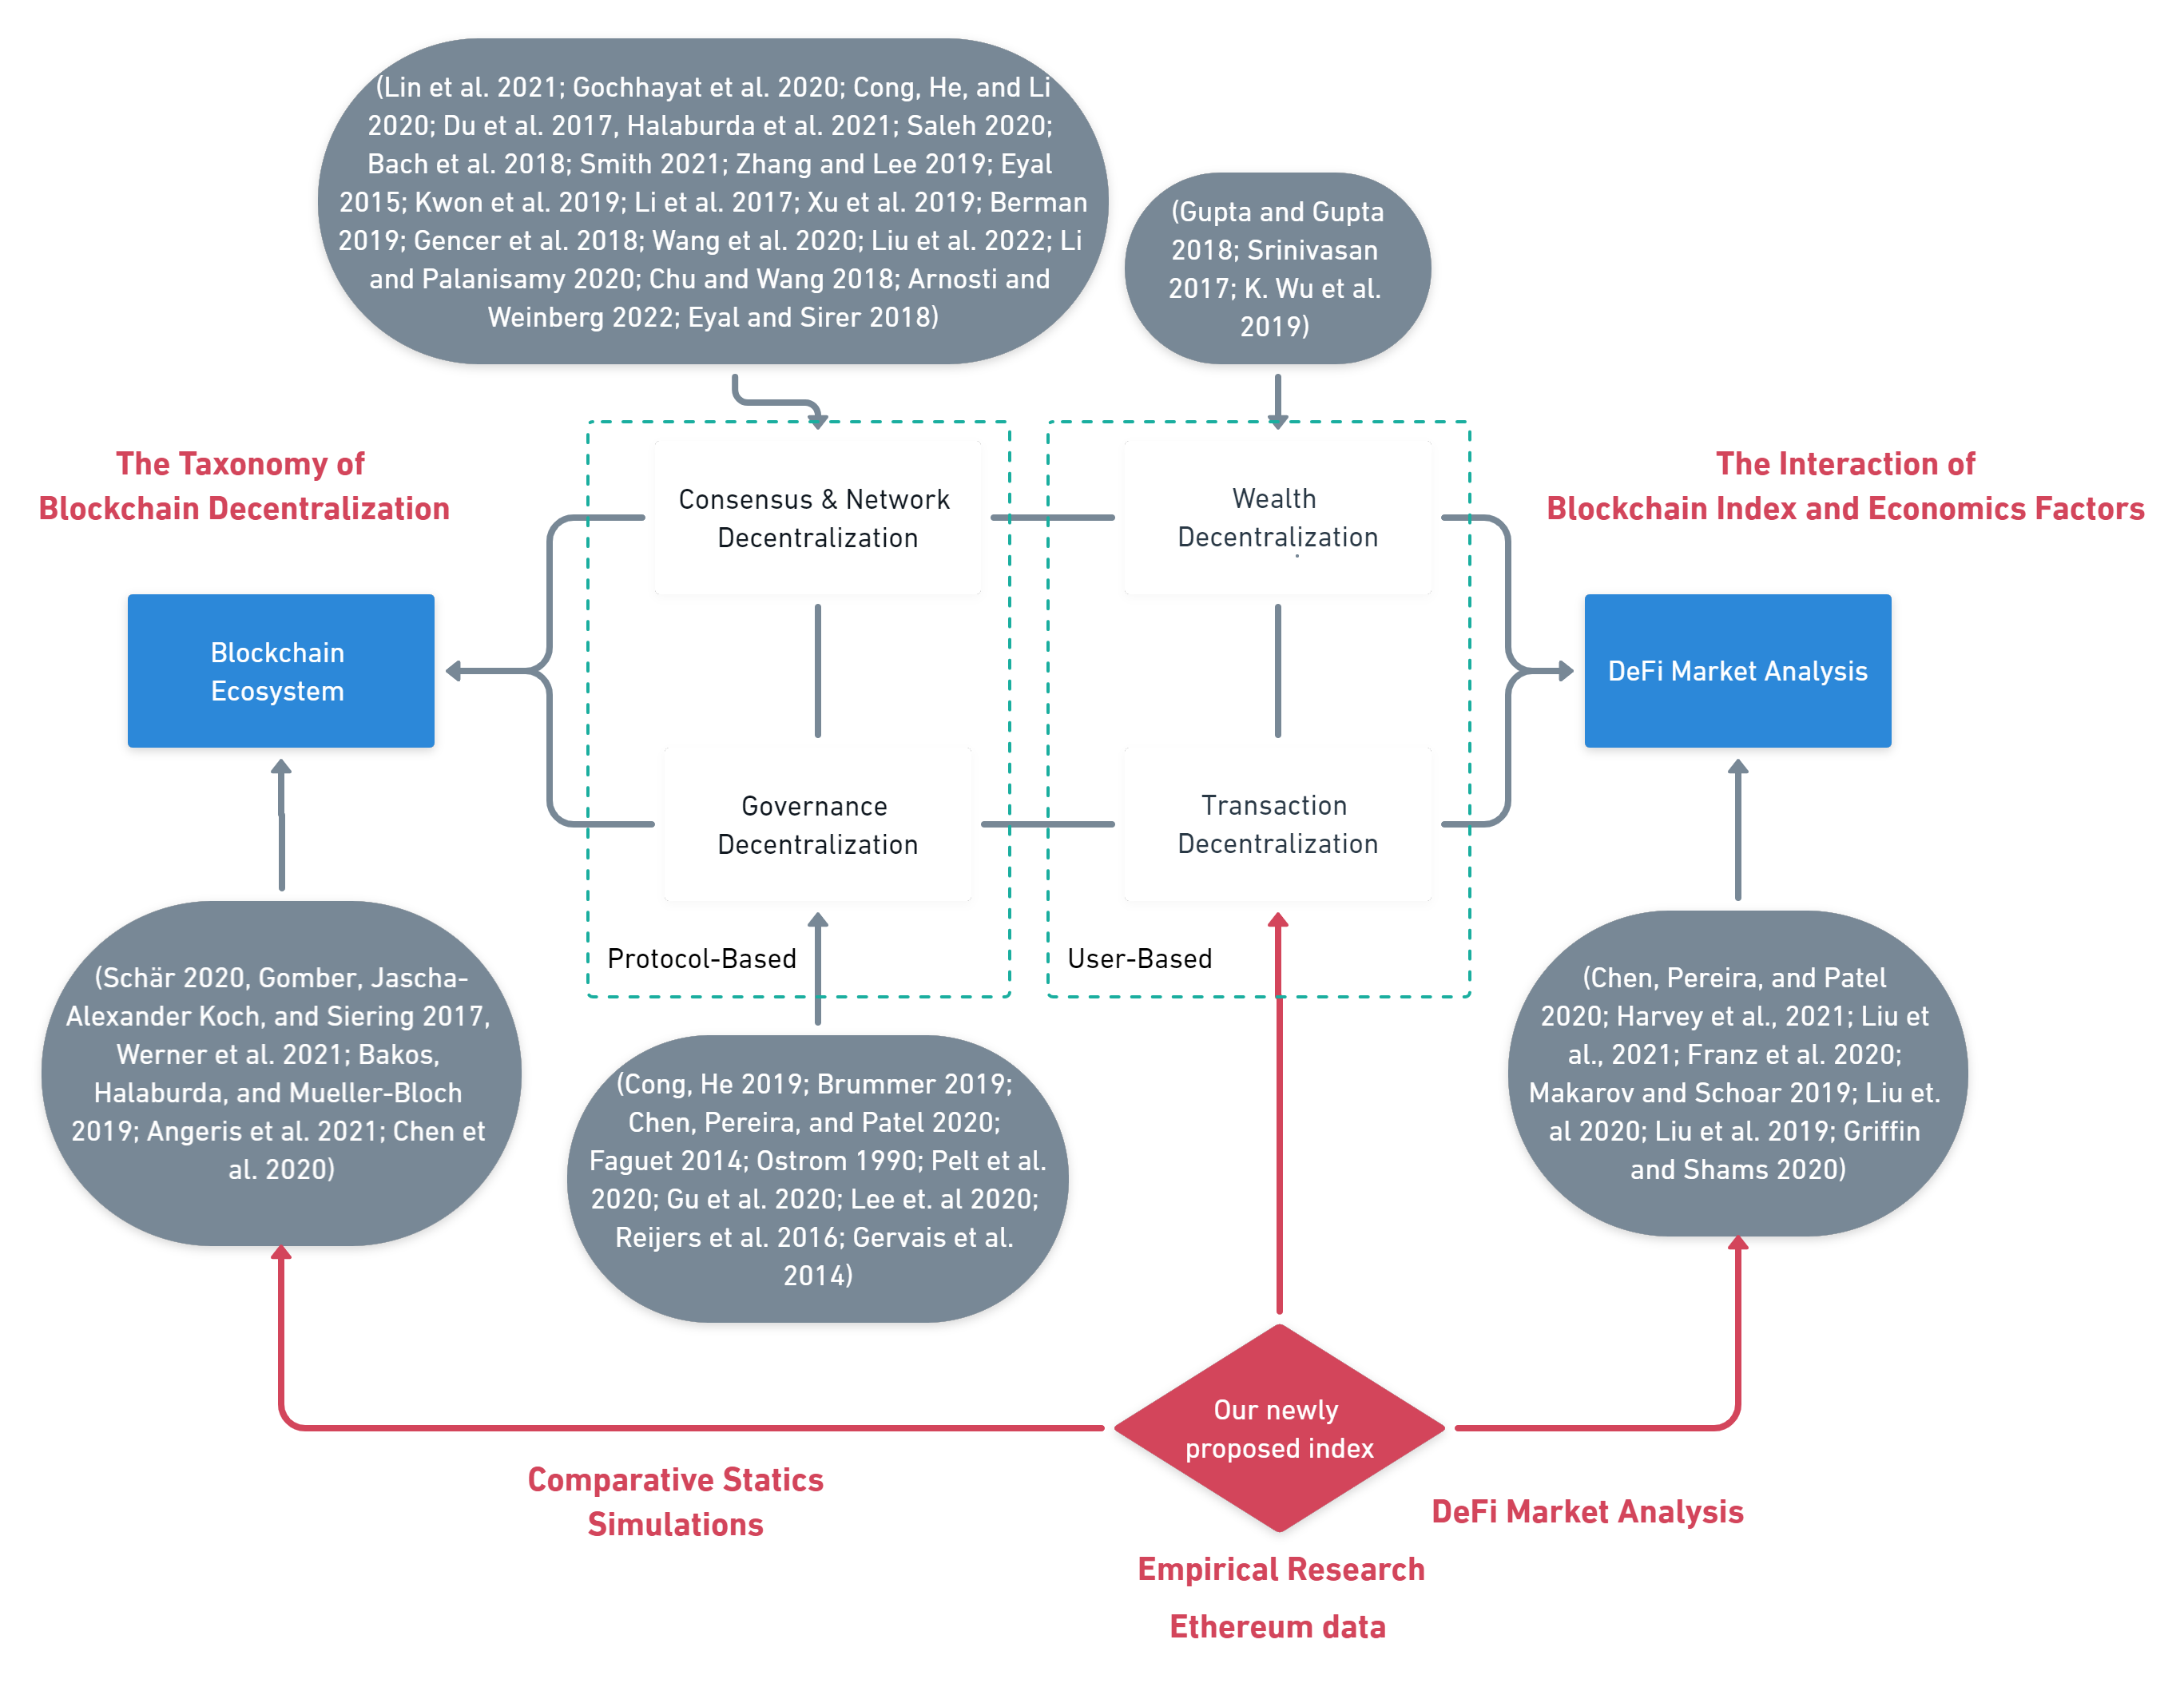 (Lin et al. 2021; Gochhayat et al. 2020; Cong, He, and Li
2020; Du et al. 2017, Halaburda et al. 2021; Saleh 2020;
Bach et al. 2018; Smith 2021; Zhang and Lee 2019; Eyal
2015; Kwon et al. 2019; Li et al. 2017; Xu et al. 2019; Berman
2019; Gencer et al. 2018; Wang et al. 2020; Liu et al. 2022; Li
and Palanisamy 2020; Chu and Wang 2018; Arnosti and
Weinberg 2022; Eyal and Sirer 2018)
(Gupta and Gupta
2018; Srinivasan
2017; K. Wu et al.
2019)
The Taxonomy of
Blockchain Decentralization
Consensus & Network
Decentralization
Wealth
Decentralization
The Interaction of
Blockchain Index and Economics Factors
Blockchain
Ecosystem
DeFi Market Analysis
Governance
Decentralization
Transaction
Decentralization
Protocol-Based
User-Based
(Schär 2020, Gomber, Jascha-
Alexander Koch, and Siering 2017,
Werner et al. 2021; Bakos,
Halaburda, and Mueller-Bloch
2019; Angeris et al. 2021; Chen et
al. 2020)
(Cong, He 2019; Brummer 2019;
Chen, Pereira, and Patel 2020;
Faguet 2014; Ostrom 1990; Pelt et al.
2020; Gu et al. 2020; Lee et. al 2020;
Reijers et al. 2016; Gervais et al.
2014)
(Chen, Pereira, and Patel
2020; Harvey et al., 2021; Liu et
al., 2021; Franz et al. 2020;
Makarov and Schoar 2019; Liu et.
al 2020; Liu et al. 2019; Griffin
and Shams 2020)
Our newly
proposed index
Comparative Statics
Simulations
DeFi Market Analysis
Empirical Research
Ethereum data